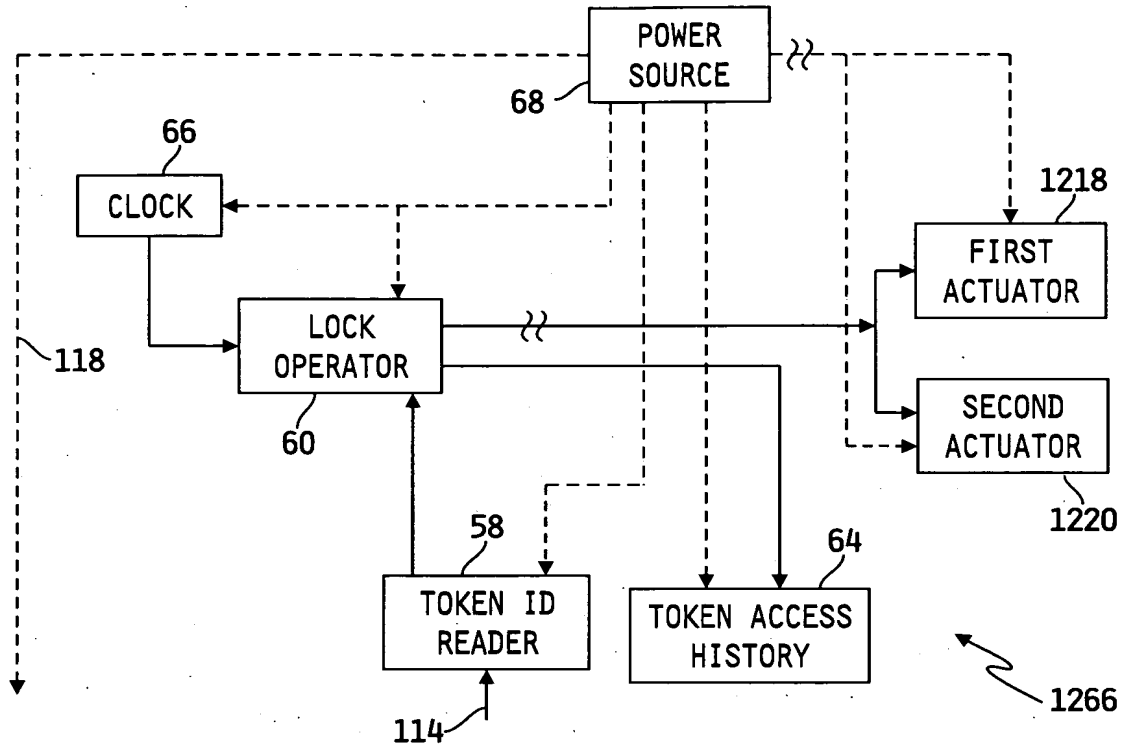 POWER
SOURCE
68
66
CLOCK
1218
FIRST
ACTUATOR
LOCK
OPERATOR
118
60
SECOND
ACTUATOR
1220
58
64
TOKEN ID
READER
TOKEN ACCESS
HISTORY
114
1266